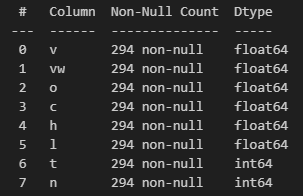 #   Column  Non-Null Count  Dtype
---  ------  --------------  -----
0   v       294 non-null    float64
1   vw      294 non-null    float64
2   o       294 non-null    float64
3   c       294 non-null    float64
4   h       294 non-null    float64
5   l       294 non-null    float64
6   t       294 non-null    int64
7   n       294 non-null    int64